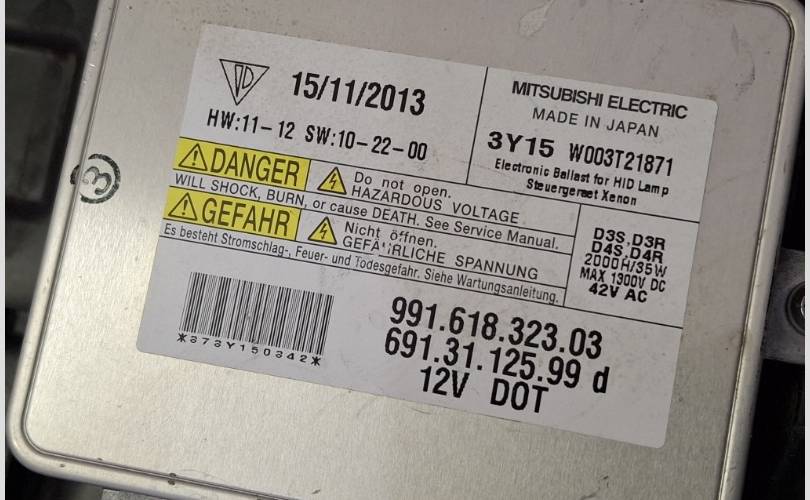 15/11/2013
HW:11-12 SW:10-22-00
MITSUBISHI ELECTRIC
MADE IN JAPAN
3Y15 W003T21871
Electronic Ballast for HID Lamp
Steuergeraet Xenon
DANGER
Do not open.
HAZARDOUS VOLTAGE
WILL SHOCK, BURN, or cause DEATH. See Service Manual.
GEFAHR
Nicht öffnen.
GEFÄHRLICHE SPANNUNG
Es besteht Stromschlag-, Feuer- und Todesgefahr. Siehe Wartungsanleitung.
D3S,D3R
D4S,D4R
2000H/35W
MAX 1300V DC
42V AC
*373Y150342*
991.618.323.03
691.31.125.99 d
12V DOT
3